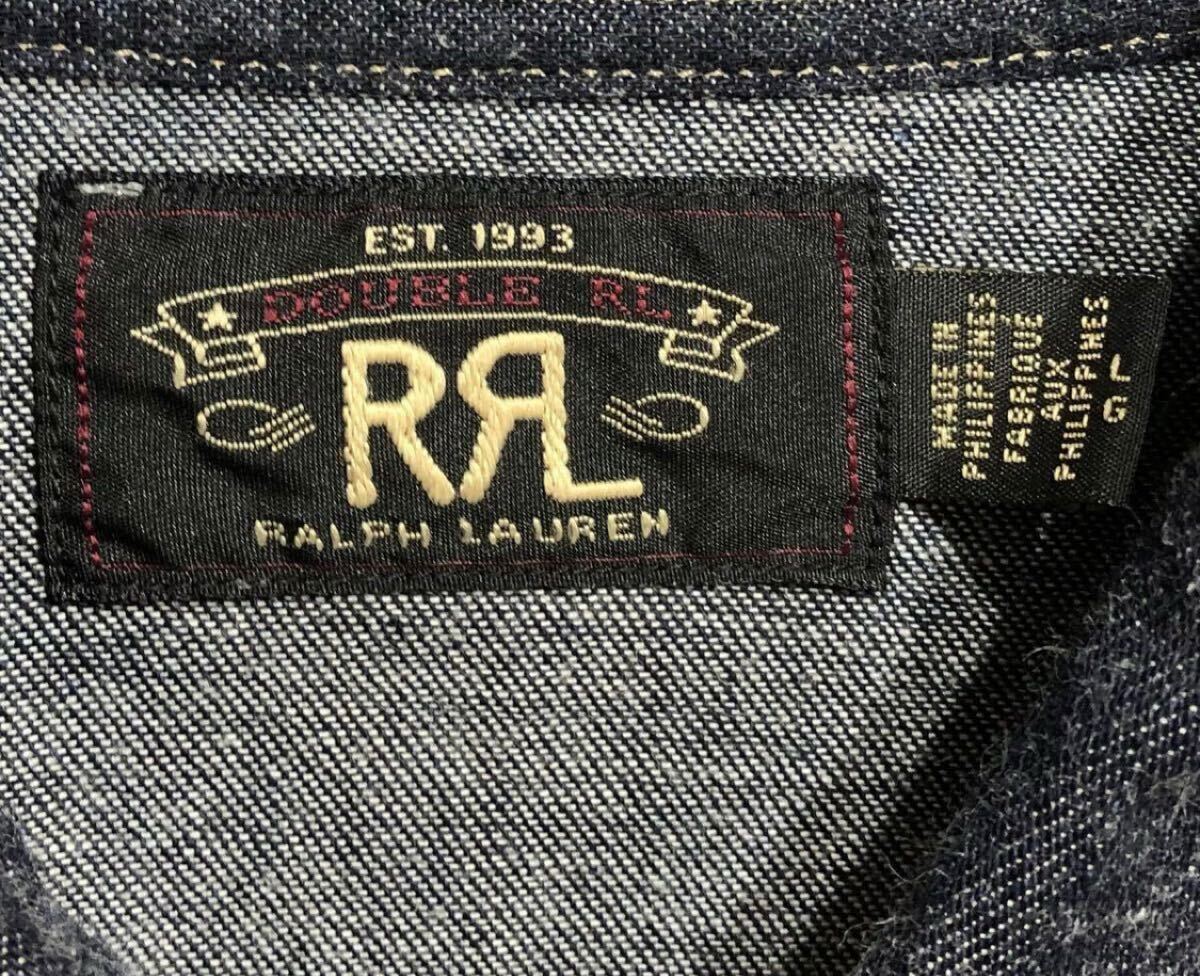 EST. 1993
DOUBLE RL
RRL
RALPH LAUREN
MADE IN
PHILIPPINES
FABRIQUE
AUX
PHILIPPINES
G L